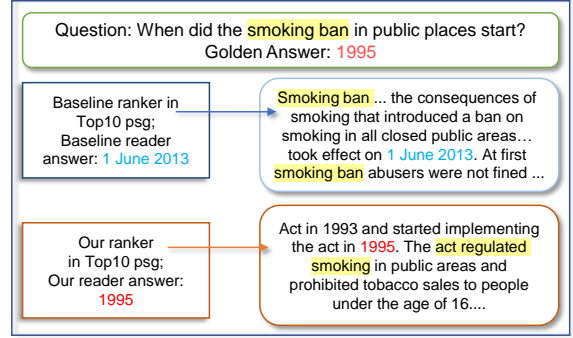 Question: When did the smoking ban in public places start?
Golden Answer: 1995
Baseline ranker in
Top10 psg;
Baseline reader
answer: 1 June 2013
Smoking ban ... the consequences of
smoking that introduced a ban on
smoking in all closed public areas…
took effect on 1 June 2013. At first
smoking ban abusers were not fined ...
Our ranker
in Top10 psg;
Our reader answer:
1995
Act in 1993 and started implementing
the act in 1995. The act regulated
smoking in public areas and
prohibited tobacco sales to people
under the age of 16....